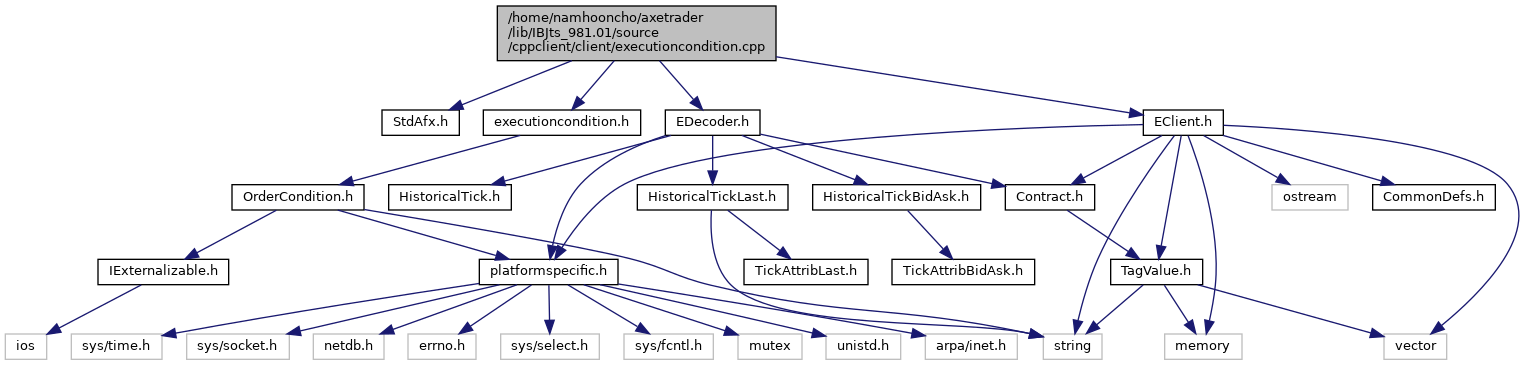 /home/namhooncho/axetrader
/lib/IBJts_981.01/source
/cppclient/client/executioncondition.cpp
StdAfx.h
executioncondition.h
EDecoder.h
EClient.h
OrderCondition.h
HistoricalTick.h
HistoricalTickLast.h
HistoricalTickBidAsk.h
Contract.h
ostream
CommonDefs.h
IExternalizable.h
platformspecific.h
TickAttribLast.h
TickAttribBidAsk.h
TagValue.h
ios
sys/time.h
sys/socket.h
netdb.h
errno.h
sys/select.h
sys/fcntl.h
mutex
unistd.h
arpa/inet.h
string
memory
vector